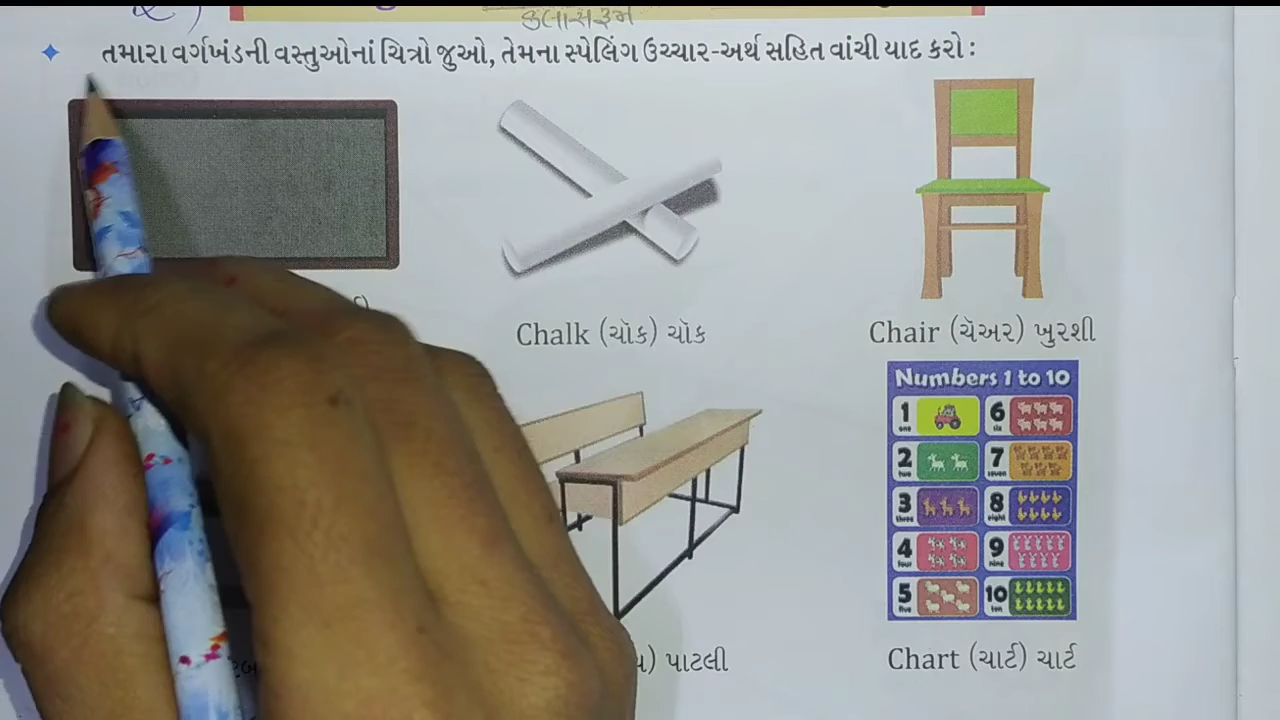 ક્લાસરૂમ
તમારા વર્ગખંડની વસ્તુઓનાં ચિત્રો જુઓ, તેમના સ્પેલિંગ ઉચ્ચાર-અર્થ સહિત વાંચી યાદ કરો :
Chalk (ચૉક) ચૉક
Chair (ચૅઅર) ખુરશી
Numbers 1 to 10
1 one
6 six
2 two
7 seven
3 three
8 eight
4 four
9 nine
5 five
10 ten
પાટલી
Chart (ચાર્ટ) ચાર્ટ